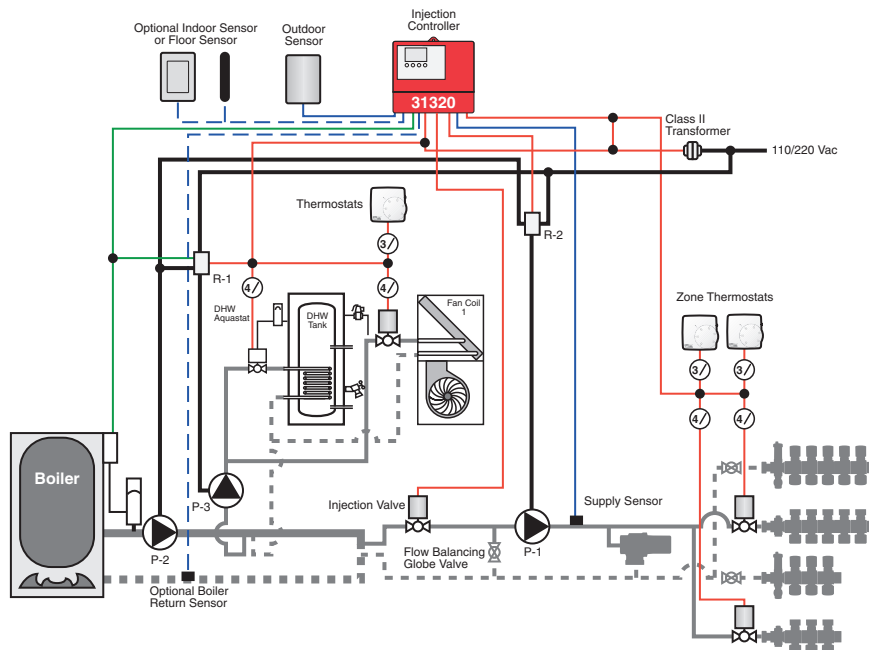 Injection
Controller
Optional Indoor Sensor
or Floor Sensor
Outdoor
Sensor
31320
Class II
Transformer
110/220 Vac
Thermostats
3/
R-2
R-1
4/
4/
DHW
Aquastat
DHW
Tank
Fan Coil
1
Zone Thermostats
3/
3/
4/
4/
Boiler
P-3
Injection Valve
Supply Sensor
P-2
P-1
Flow Balancing
Globe Valve
Optional Boiler
Return Sensor